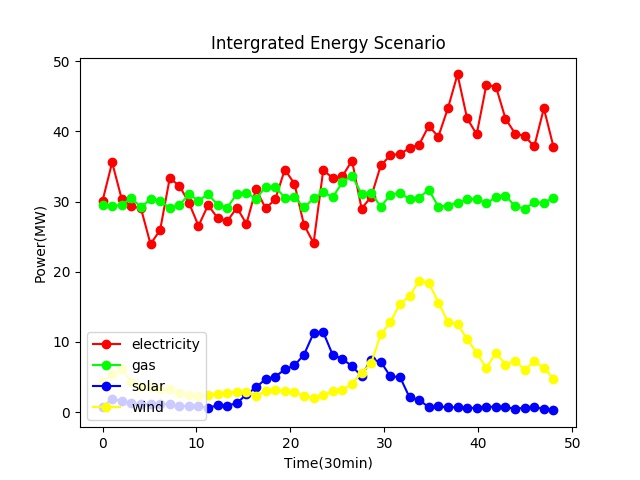 Intergrated Energy Scenario
50
40
30
20
10
0
Power(MW)
electricity
gas
solar
wind
0 10 20 30 40 50
Time(30min)